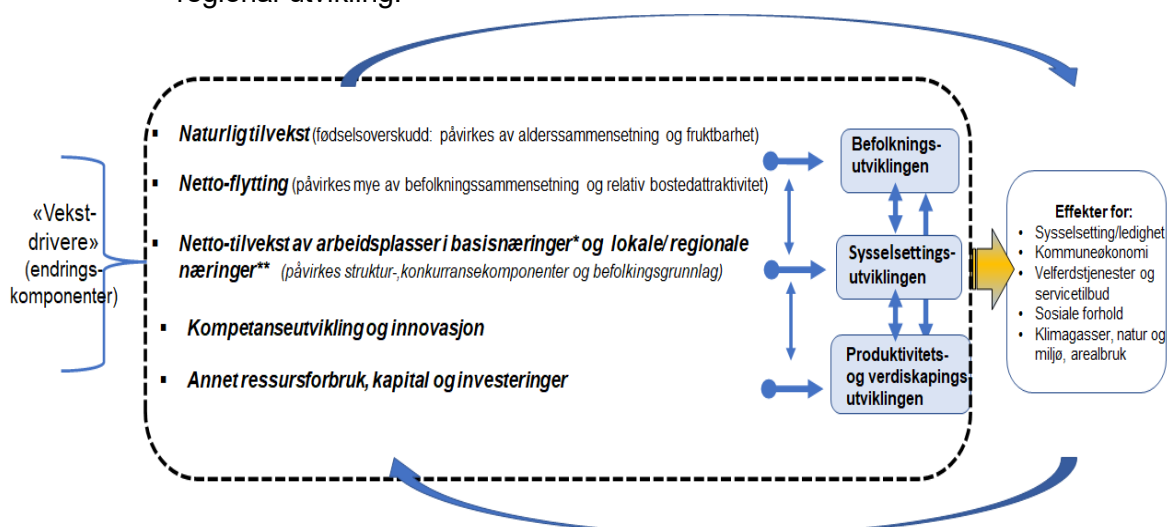 regional utvikling.
«Vekst-
drivere»
(endrings-
komponenter)
▪ Naturlig tilvekst (fødselsoverskudd: påvirkes av alderssammensetning og fruktbarhet)
▪ Netto-flytting (påvirkes mye av befolkningssammensetning og relativ bostedattraktivitet)
▪ Netto-tilvekst av arbeidsplasser i basisnæringer* og lokale/regionale
næringer** (påvirkes struktur-,konkurransekomponenter og befolkingsgrunnlag)
▪ Kompetanseutvikling og innovasjon
▪ Annet ressursforbruk, kapital og investeringer
Befolknings-
utviklingen
Sysselsettings-
utviklingen
Produktivitets-
og verdiskapings
utviklingen
Effekter for:
• Sysselsetting/ledighet
• Kommuneøkonomi
• Velferdstjenester og
servicetilbud
• Sosiale forhold
• Klimagasser, natur og
miljø, arealbruk